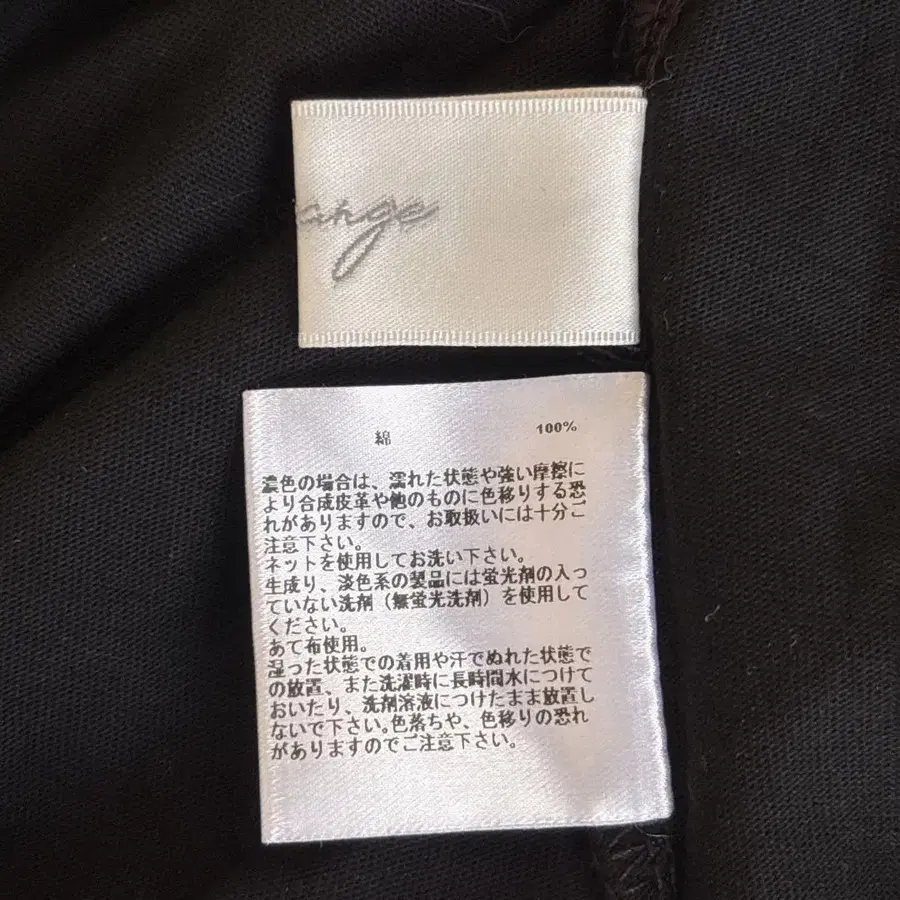 ange
綿 100%
濃色の場合は、濡れた状態や強い摩擦に
より合成皮革や他のものに色移りする恐
れがありますので、お取扱いには十分ご
注意下さい。
ネットを使用してお洗い下さい。
生成り、淡色系の製品には蛍光剤の入っ
ていない洗剤（無蛍光洗剤）を使用して
ください。
あて布使用。
湿った状態での着用や汗でぬれた状態で
の放置、また洗濯時に長時間水につけて
おいたり、洗剤溶液につけたまま放置し
ないで下さい。色落ちや、色移りの恐れ
がありますのでご注意下さい。